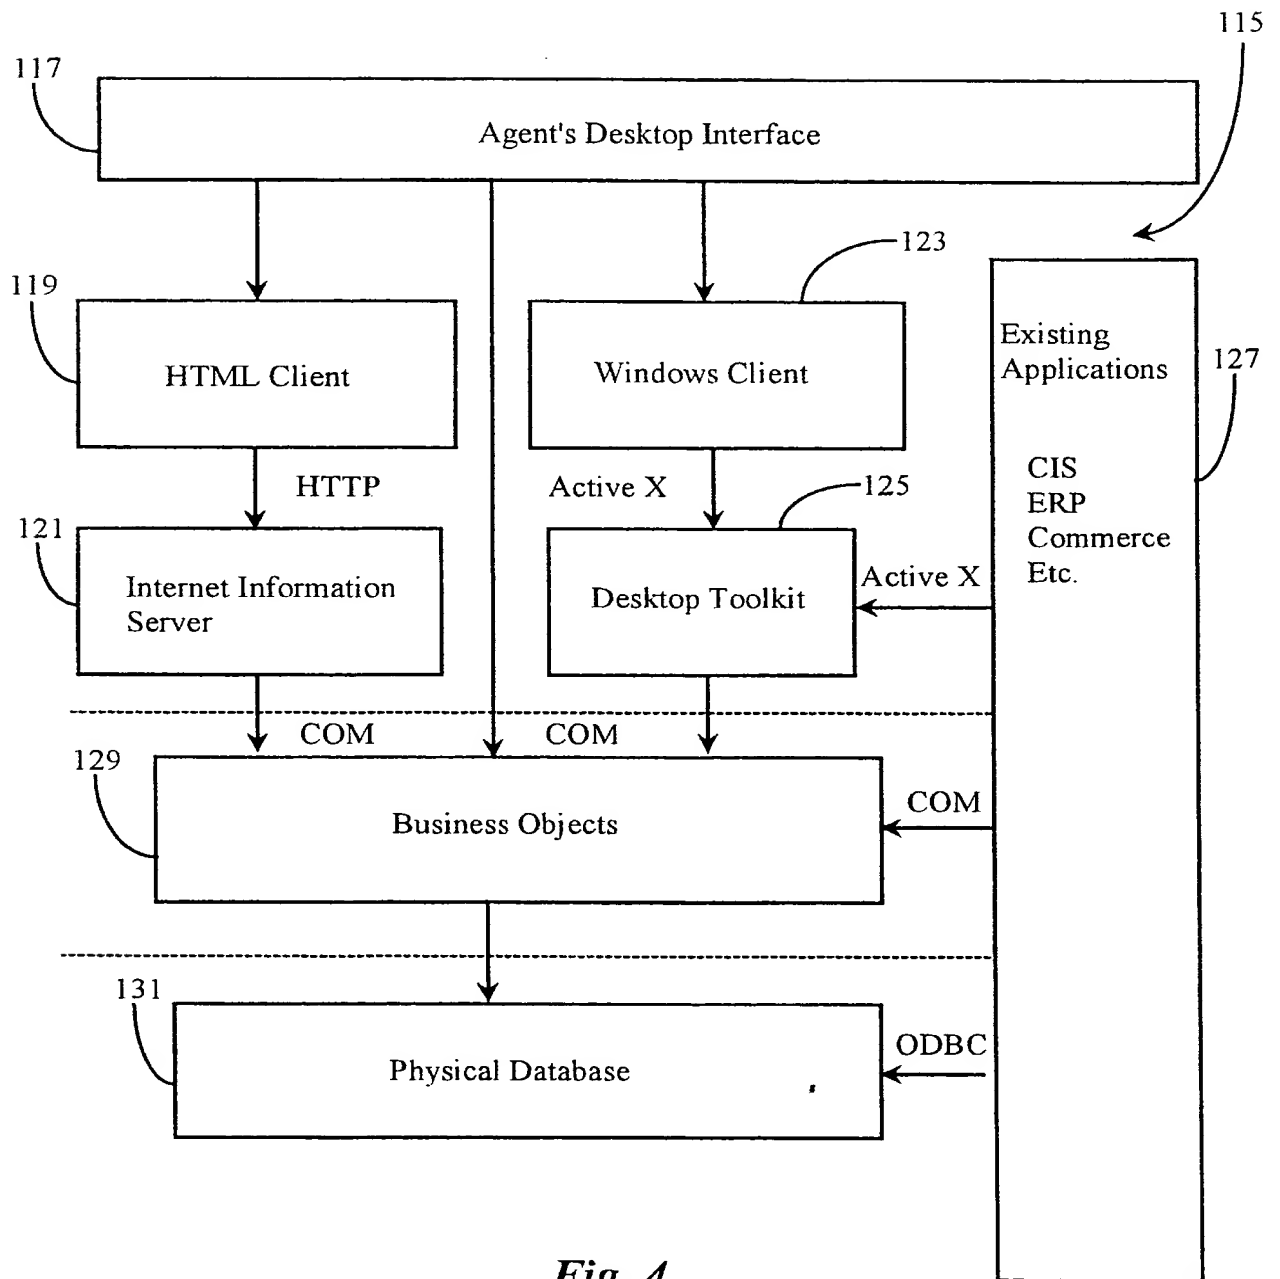 115
117
Agent's Desktop Interface
123
119
HTML Client
Windows Client
Existing
Applications
127
CIS
ERP
Commerce
Etc.
HTTP
Active X
125
121
Internet Information
Server
Desktop Toolkit
Active X
COM
COM
129
Business Objects
COM
131
Physical Database
ODBC
Fig. 4